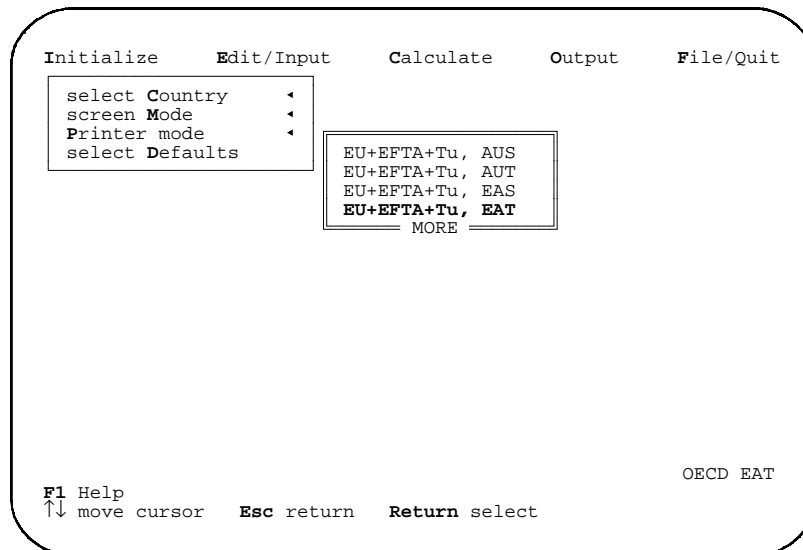 Initialize Edit/Input Calculate Output File/Quit
select Country ◂
screen Mode ◂
Printer mode ◂
select Defaults
EU+EFTA+Tu, AUS
EU+EFTA+Tu, AUT
EU+EFTA+Tu, EAS
EU+EFTA+Tu, EAT
MORE
OECD EAT
F1 Help
↑↓ move cursor Esc return Return select